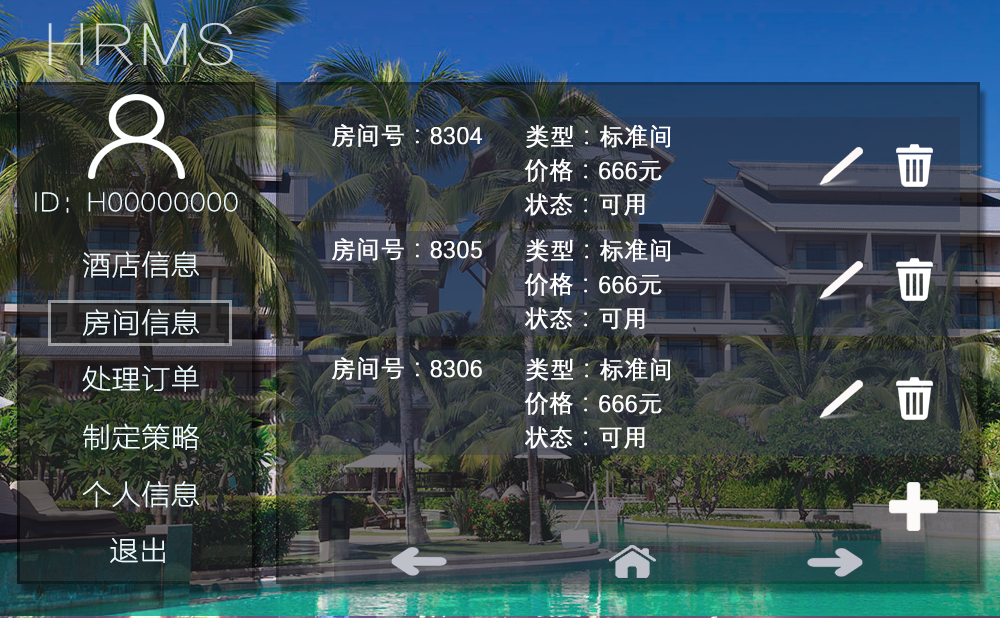 HRMS
ID：H00000000
酒店信息
房间信息
处理订单
制定策略
个人信息
退出
房间号：8304
类型：标准间
价格：666元
状态：可用
房间号：8305
类型：标准间
价格：666元
状态：可用
房间号：8306
类型：标准间
价格：666元
状态：可用